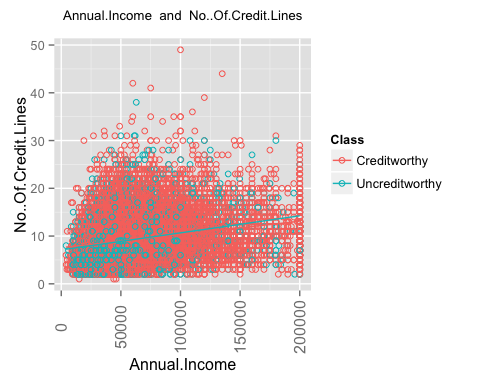 Annual.Income and No..Of.Credit.Lines
No..Of.Credit.Lines
50
40
30
20
10
0
0
50000
100000
150000
200000
Annual.Income
Class
Creditworthy
Uncreditworthy